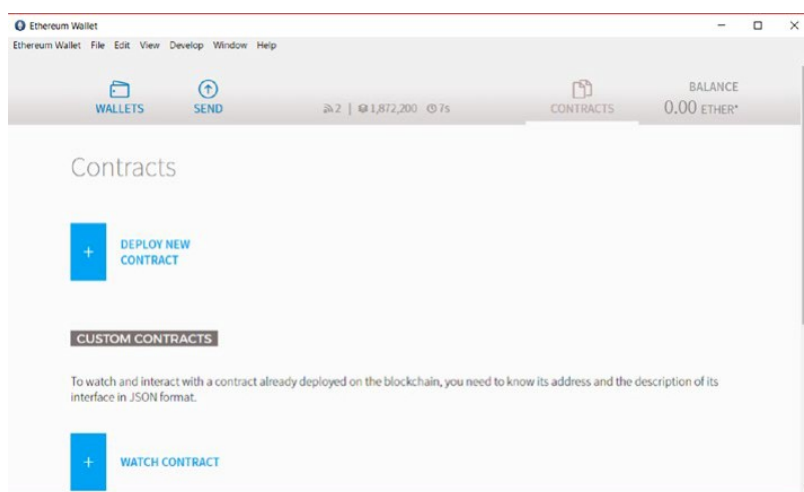 Ethereum Wallet
Ethereum Wallet File Edit View Develop Window Help
WALLETS SEND 2 | 1,872,200 7s CONTRACTS BALANCE 0.00 ETHER*
Contracts
+ DEPLOY NEW
CONTRACT
CUSTOM CONTRACTS
To watch and interact with a contract already deployed on the blockchain, you need to know its address and the description of its
interface in JSON format.
+ WATCH CONTRACT